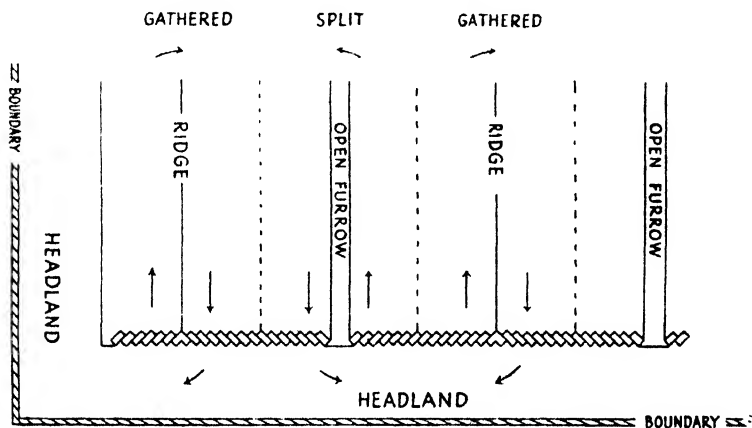 GATHERED SPLIT GATHERED
BOUNDARY
RIDGE
OPEN FURROW
RIDGE
OPEN FURROW
HEADLAND
HEADLAND
BOUNDARY